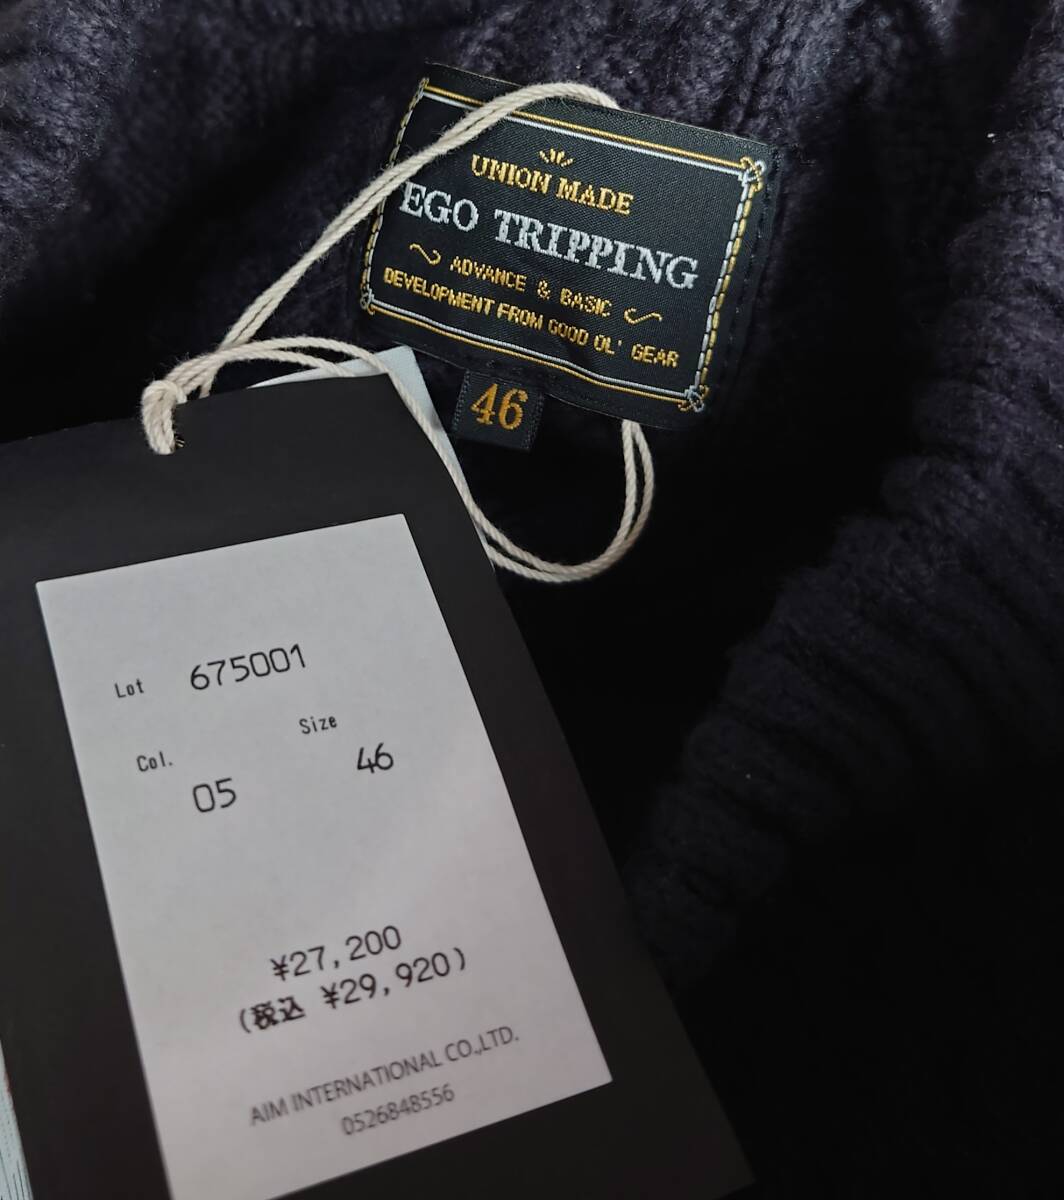 UNION MADE
EGO TRIPPING
ADVANCE & BASIC
DEVELOPMENT FROM GOOD OL' GEAR
46
Lot 675001
Size
Col.
46
05
¥27,200
(税込 ¥29,920)
AIM INTERNATIONAL CO.,LTD.
0526848556